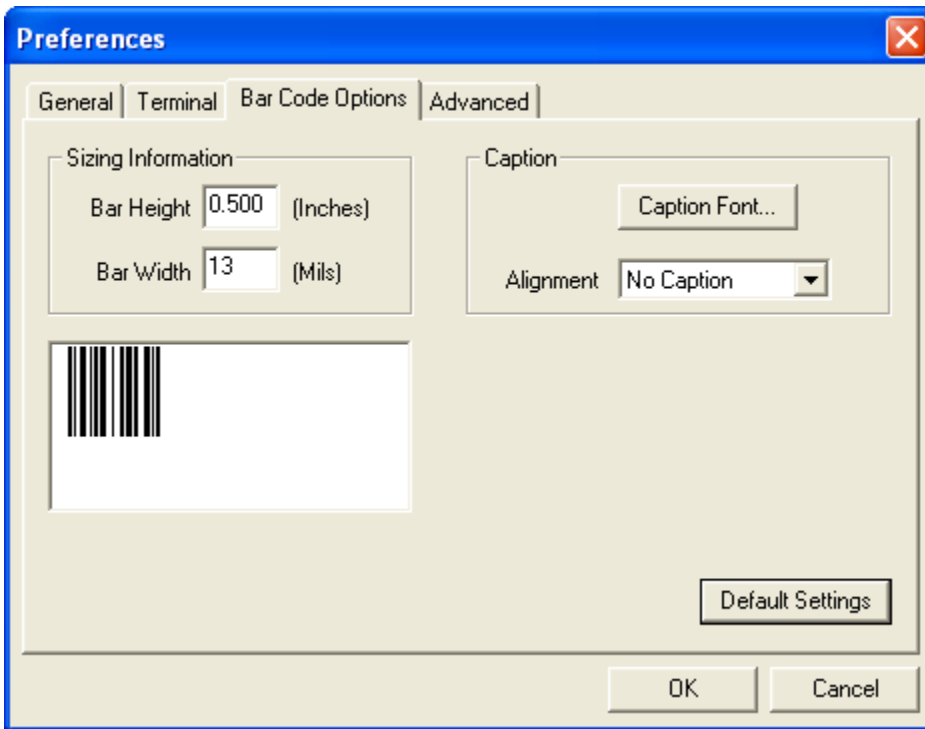 Preferences
General Terminal Bar Code Options Advanced
Sizing Information
Bar Height 0.500 (Inches)
Bar Width 13 (Mils)
Caption
Caption Font...
Alignment No Caption
Default Settings
OK Cancel